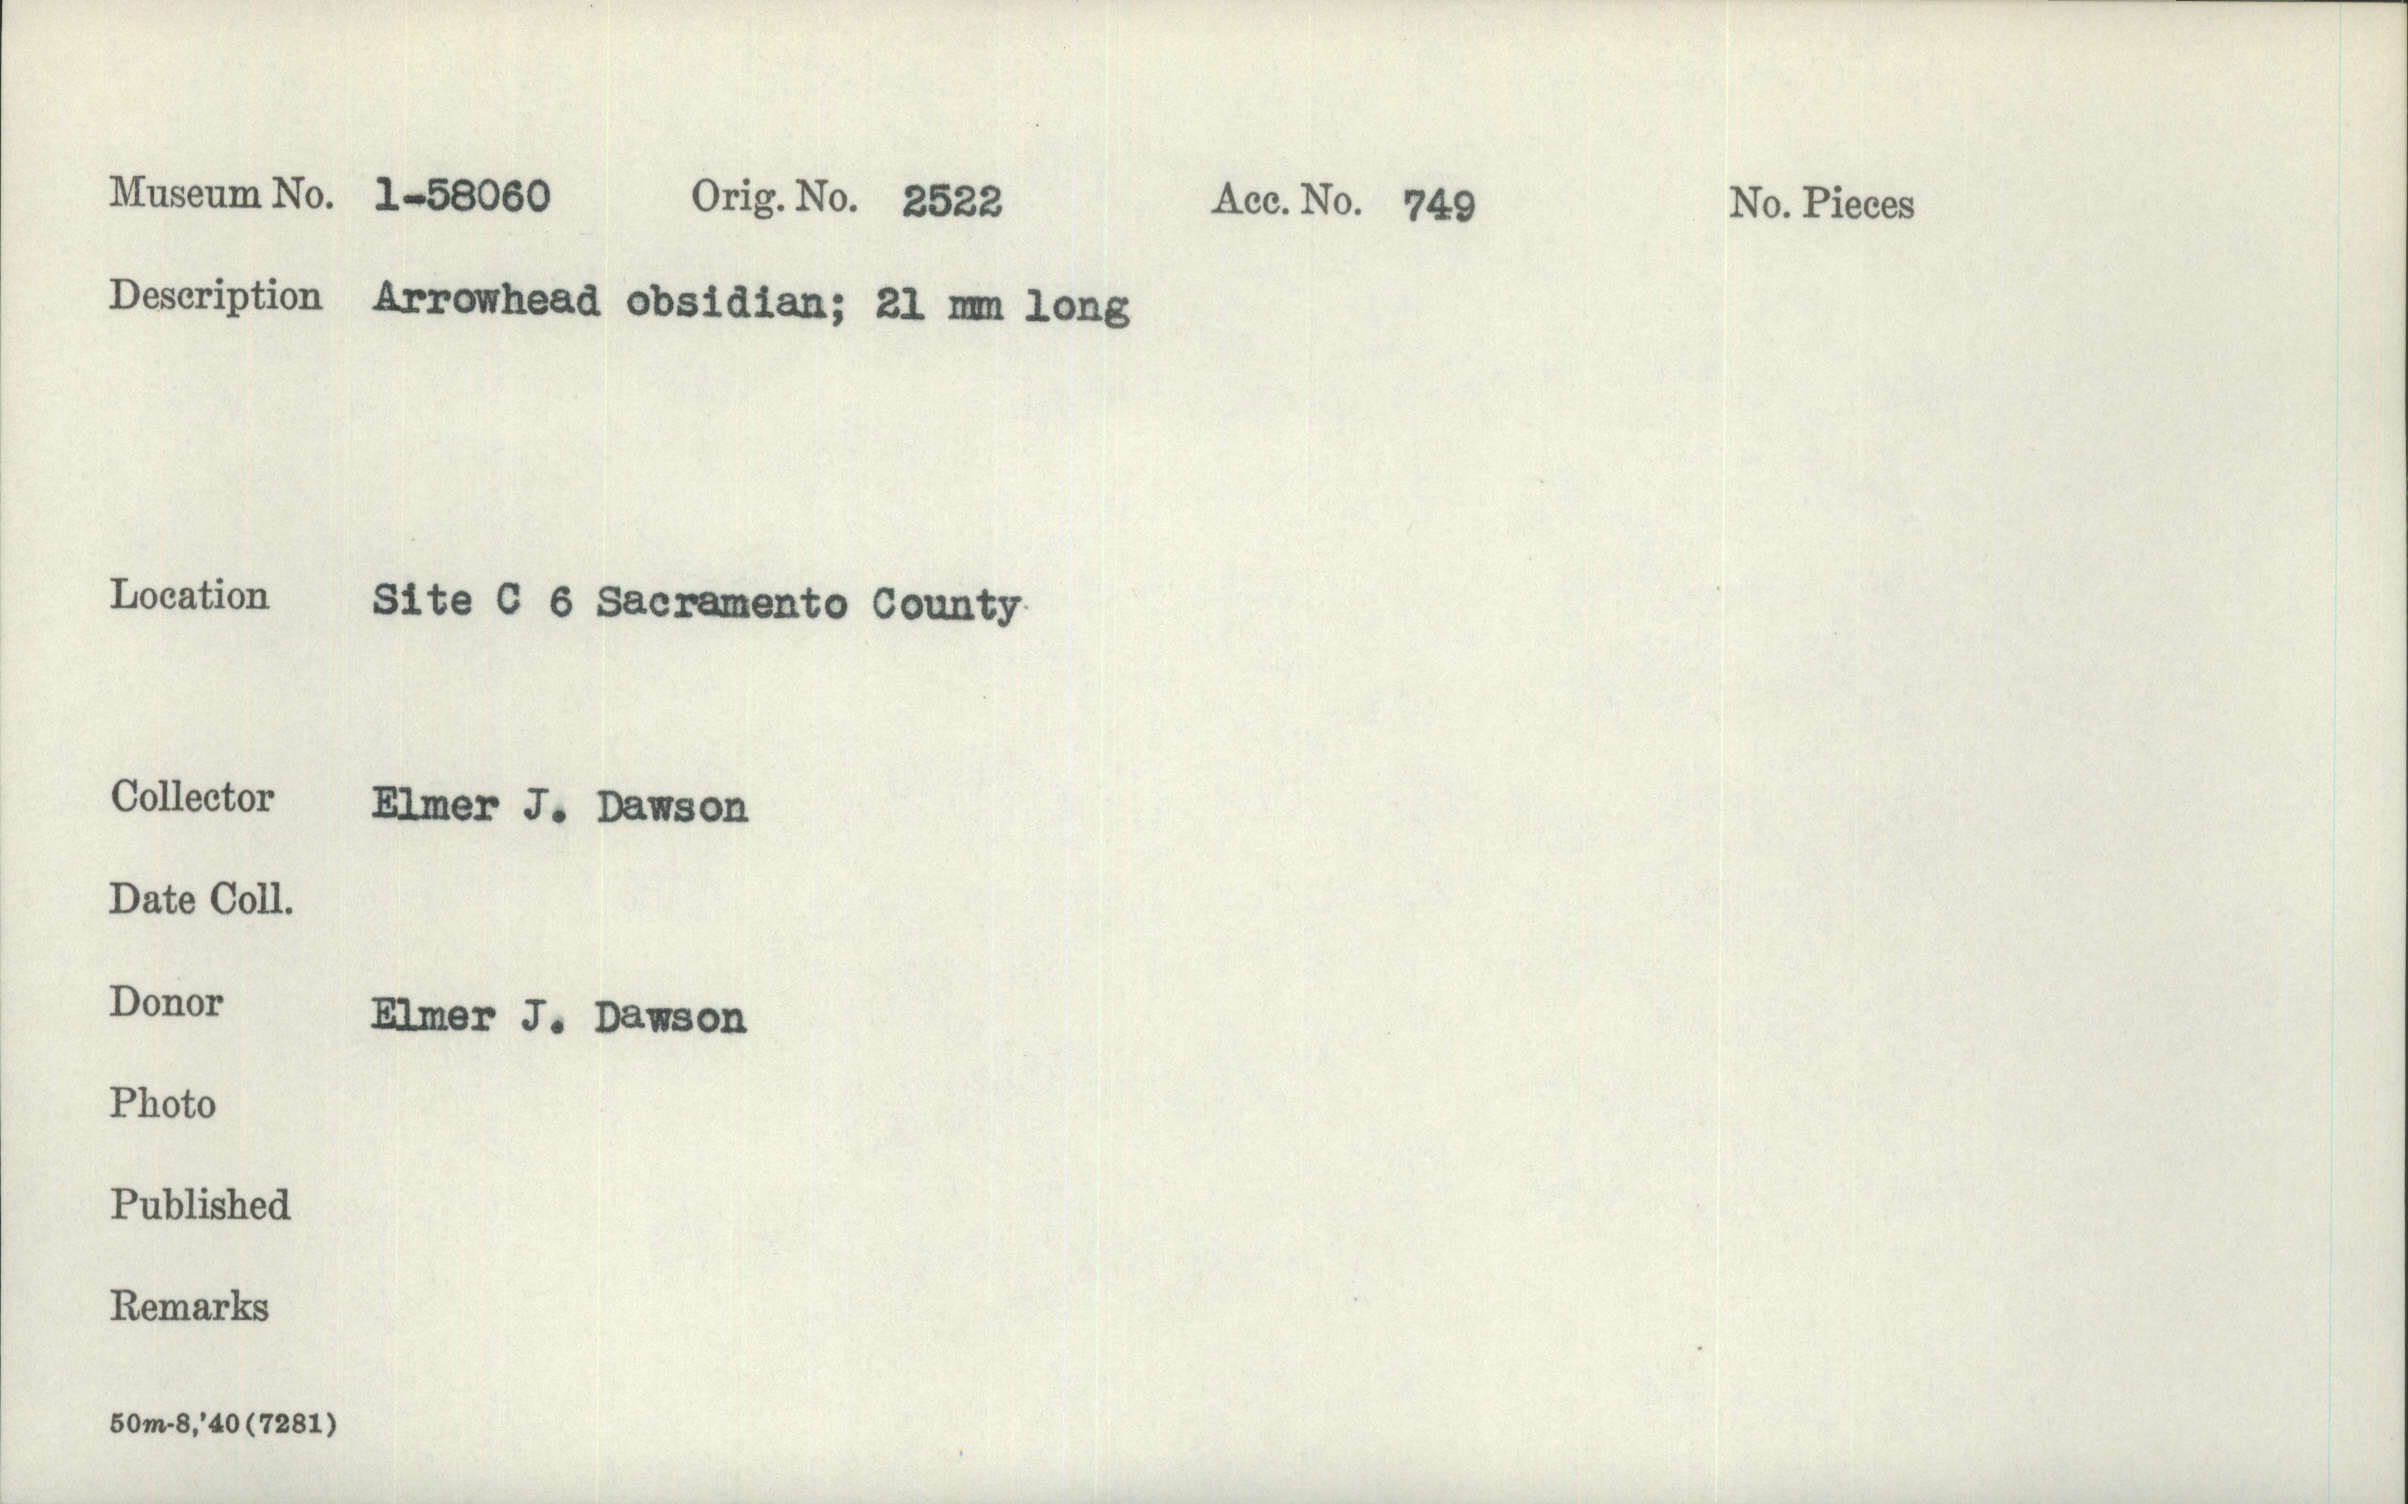 Museum No. 1-58060 Orig. No. 2522 Acc. No. 749 No. Pieces
Description Arrowhead obsidian; 21 mm long
Location Site C 6 Sacramento County
Collector Elmer J. Dawson
Date Coll.
Donor Elmer J. Dawson
Photo
Published
Remarks
50m-8,'40(7281)